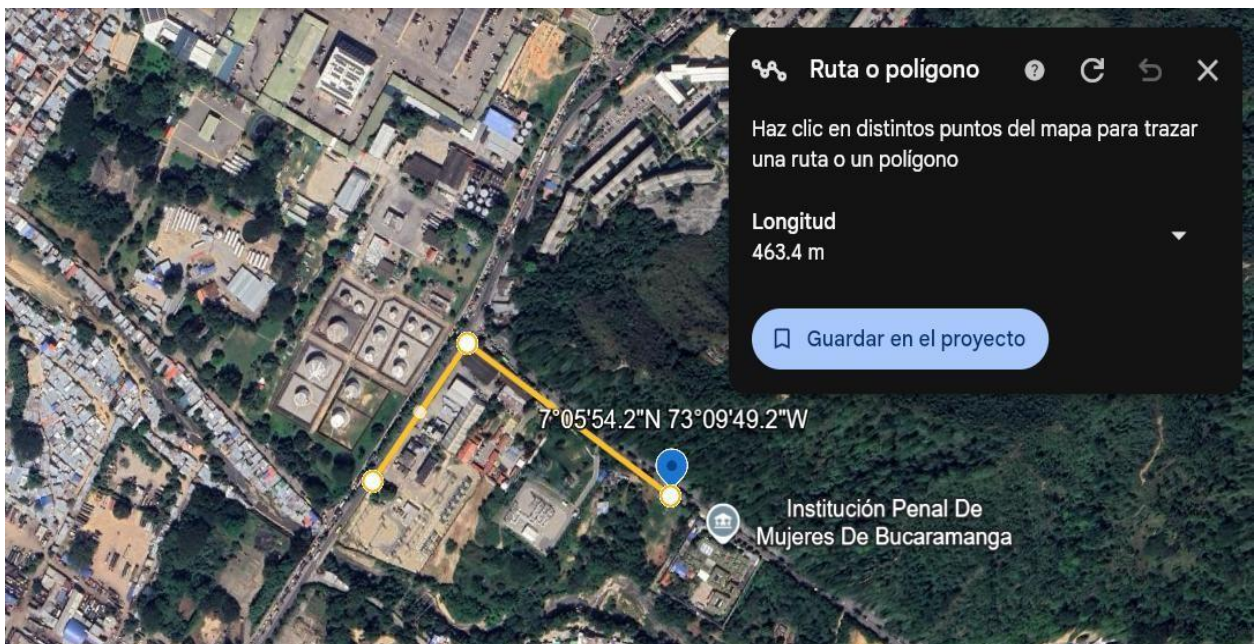 Ruta o polígono
Haz clic en distintos puntos del mapa para trazar
una ruta o un polígono
Longitud
463.4 m
Guardar en el proyecto
7°05'54.2"N 73°09'49.2"W
Institución Penal De
Mujeres De Bucaramanga